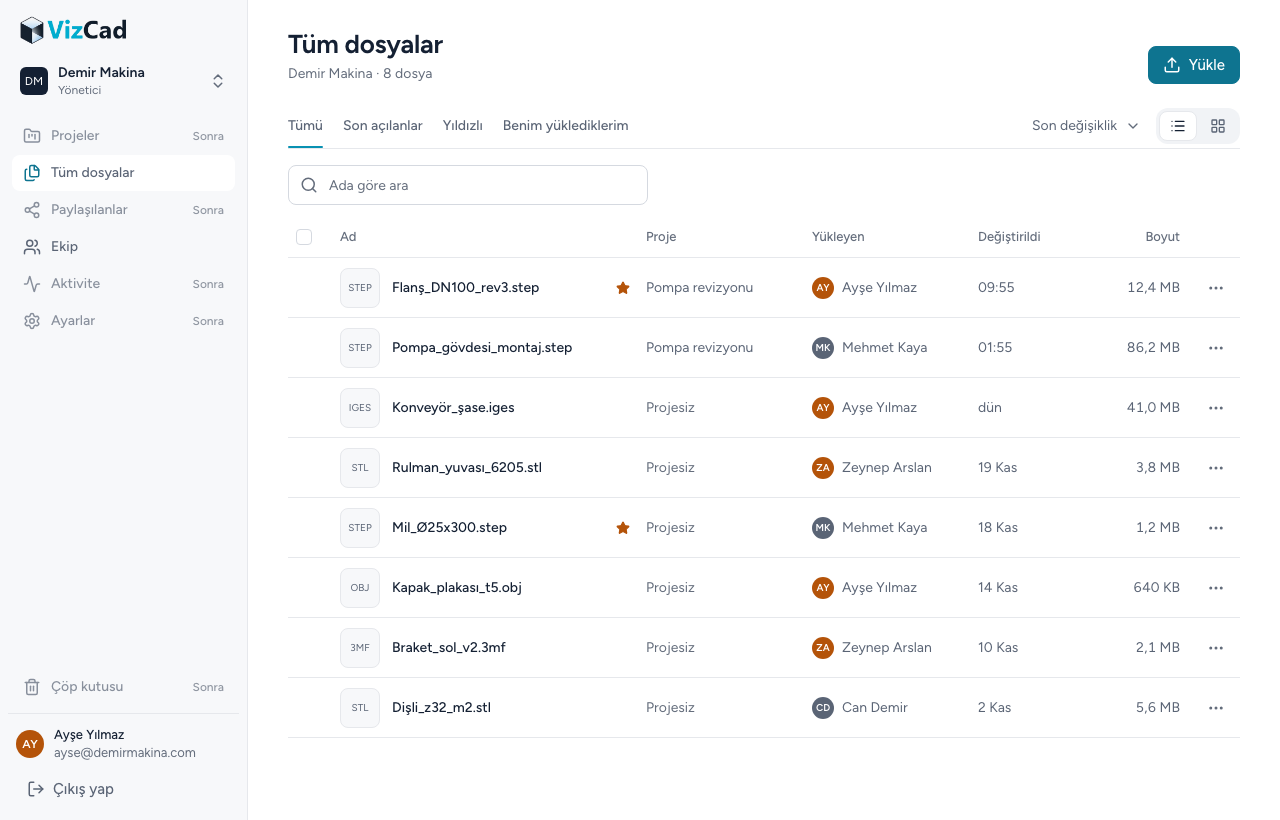 VizCad
DM
Demir Makina
Yönetici
Projeler Sonra
Tüm dosyalar
Paylaşılanlar Sonra
Ekip
Aktivite Sonra
Ayarlar Sonra
Çöp kutusu Sonra
AY
Ayşe Yılmaz
ayse@demirmakina.com
Çıkış yap
Tüm dosyalar
Demir Makina · 8 dosya
Yükle
Tümü Son açılanlar Yıldızlı Benim yüklediklerim Son değişiklik
Ada göre ara
Ad Proje Yükleyen Değiştirildi Boyut
STEP Flanş_DN100_rev3.step Pompa revizyonu AY Ayşe Yılmaz 09:55 12,4 MB
STEP Pompa_gövdesi_montaj.step Pompa revizyonu MK Mehmet Kaya 01:55 86,2 MB
IGES Konveyör_şase.iges Projesiz AY Ayşe Yılmaz dün 41,0 MB
STL Rulman_yuvası_6205.stl Projesiz ZA Zeynep Arslan 19 Kas 3,8 MB
STEP Mil_Ø25x300.step Projesiz MK Mehmet Kaya 18 Kas 1,2 MB
OBJ Kapak_plakası_t5.obj Projesiz AY Ayşe Yılmaz 14 Kas 640 KB
3MF Braket_sol_v2.3mf Projesiz ZA Zeynep Arslan 10 Kas 2,1 MB
STL Dişli_z32_m2.stl Projesiz CD Can Demir 2 Kas 5,6 MB